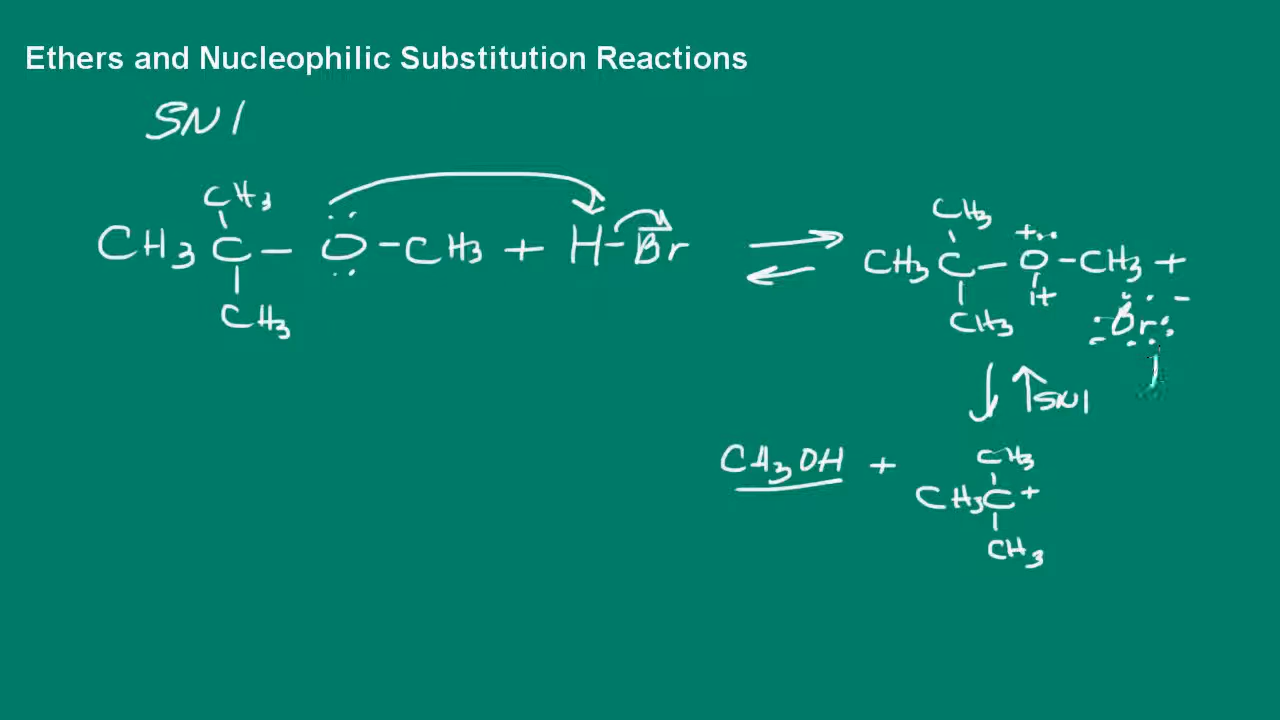 Ethers and Nucleophilic Substitution Reactions
SN1
CH3
CH3 C - O - CH3 + H - Br
CH3
CH3
CH3 C - O - CH3 +
H
CH3
Br
SN1
CH3OH +
CH3
CH3C+
CH3